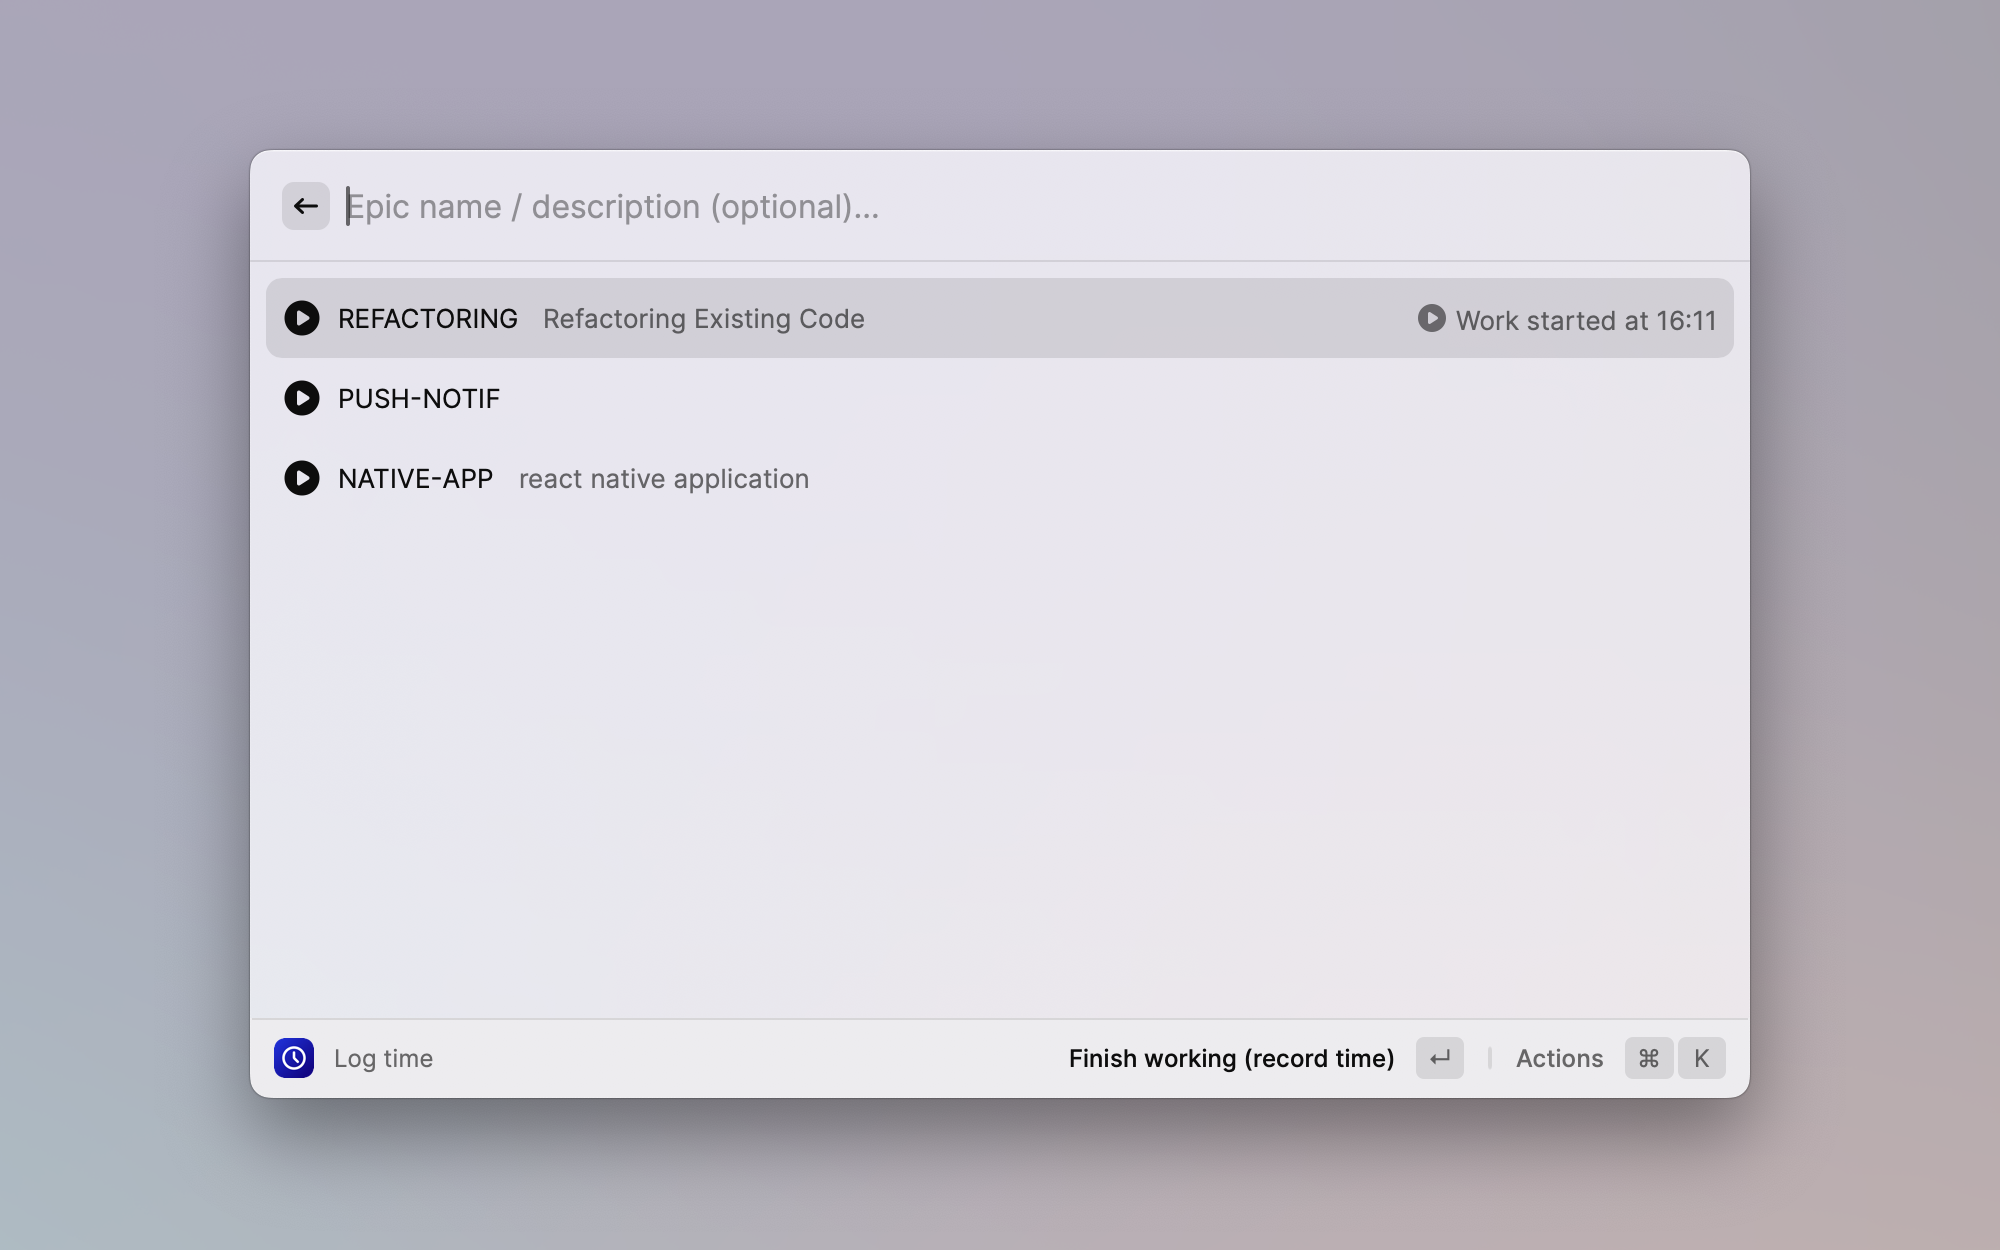 Epic name / description (optional)...
REFACTORING Refactoring Existing Code Work started at 16:11
PUSH-NOTIF
NATIVE-APP react native application
Log time Finish working (record time) ↵ Actions ⌘ K